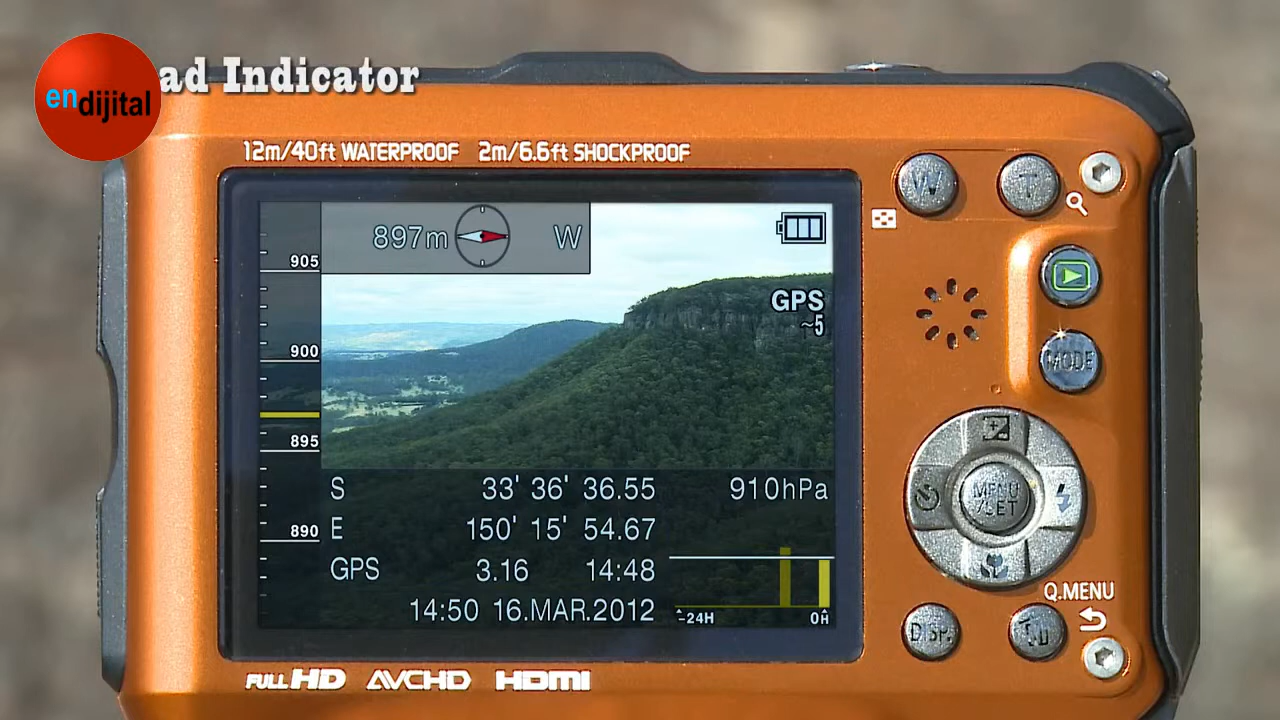 ad Indicator
en dijital
12m/40ft WATERPROOF 2m/6.6ft SHOCKPROOF
W T
897m W
905
GPS
~5
900
MODE
895
S 33' 36' 36.55 910hPa
MENU
/SET
E 150' 15' 54.67
890
GPS 3.16 14:48
Q.MENU
14:50 16.MAR.2012
-24H 0H
DISP.
FULL HD AVCHD HDMI